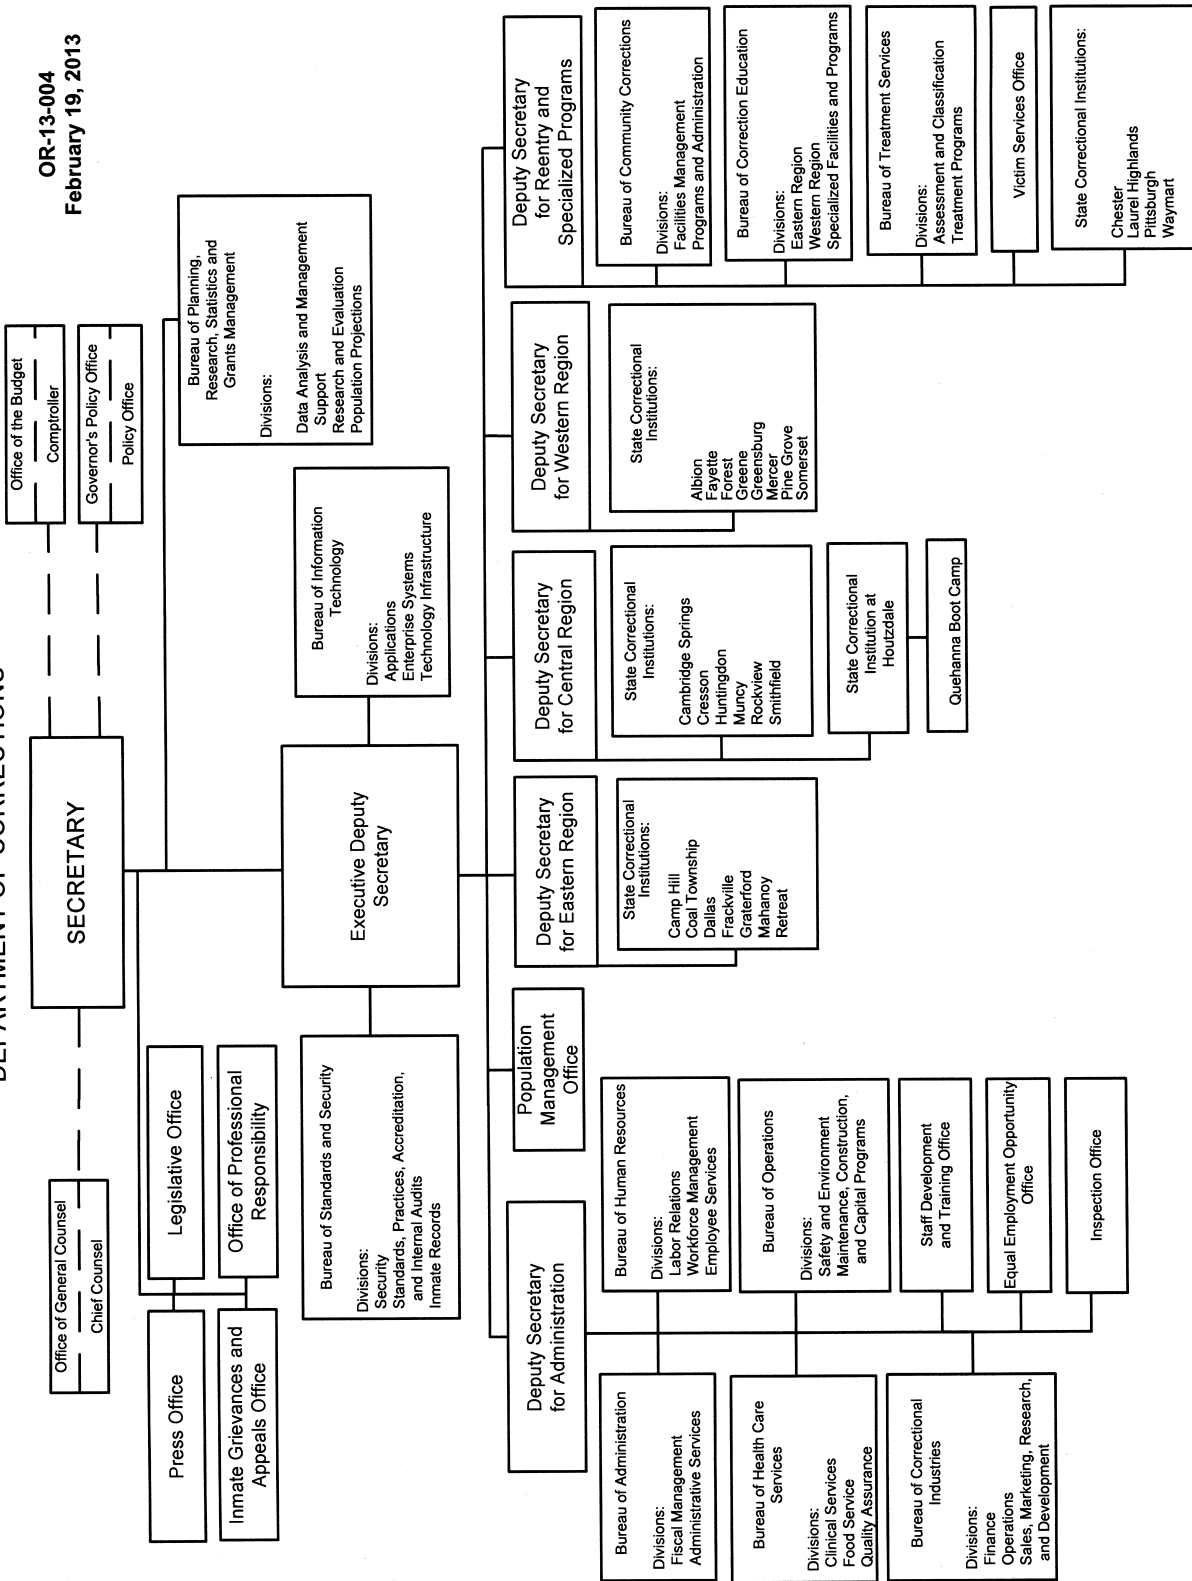 DEPARTMENT OF CORRECTIONS
OR-13-004
February 19, 2013
Office of the Budget
Comptroller
Governor's Policy Office
Policy Office
SECRETARY
Office of General Counsel
Chief Counsel
Press Office
Legislative Office
Inmate Grievances and
Appeals Office
Office of Professional
Responsibility
Bureau of Planning,
Research, Statistics and
Grants Management
Divisions:
Data Analysis and Management
Support
Research and Evaluation
Population Projections
Bureau of Standards and Security
Divisions:
Security
Standards, Practices, Accreditation,
and Internal Audits
Inmate Records
Executive Deputy
Secretary
Bureau of Information
Technology
Divisions:
Applications
Enterprise Systems
Technology Infrastructure
Deputy Secretary
for Administration
Bureau of Administration
Divisions:
Fiscal Management
Administrative Services
Bureau of Human Resources
Divisions:
Labor Relations
Workforce Management
Employee Services
Bureau of Health Care
Services
Divisions:
Clinical Services
Food Service
Quality Assurance
Bureau of Operations
Divisions:
Safety and Environment
Maintenance, Construction,
and Capital Programs
Bureau of Correctional
Industries
Divisions:
Finance
Operations
Sales, Marketing, Research,
and Development
Staff Development
and Training Office
Equal Employment Opportunity
Office
Inspection Office
Population
Management
Office
Deputy Secretary
for Eastern Region
State Correctional
Institutions:
Camp Hill
Coal Township
Dallas
Frackville
Graterford
Mahanoy
Retreat
Deputy Secretary
for Central Region
State Correctional
Institutions:
Cambridge Springs
Cresson
Huntingdon
Muncy
Rockview
Smithfield
State Correctional
Institution at
Houtzdale
Quehanna Boot Camp
Deputy Secretary
for Western Region
State Correctional
Institutions:
Albion
Fayette
Forest
Greene
Greensburg
Mercer
Pine Grove
Somerset
Deputy Secretary
for Reentry and
Specialized Programs
Bureau of Community Corrections
Divisions:
Facilities Management
Programs and Administration
Bureau of Correction Education
Divisions:
Eastern Region
Western Region
Specialized Facilities and Programs
Bureau of Treatment Services
Divisions:
Assessment and Classification
Treatment Programs
Victim Services Office
State Correctional Institutions:
Chester
Laurel Highlands
Pittsburgh
Waymart